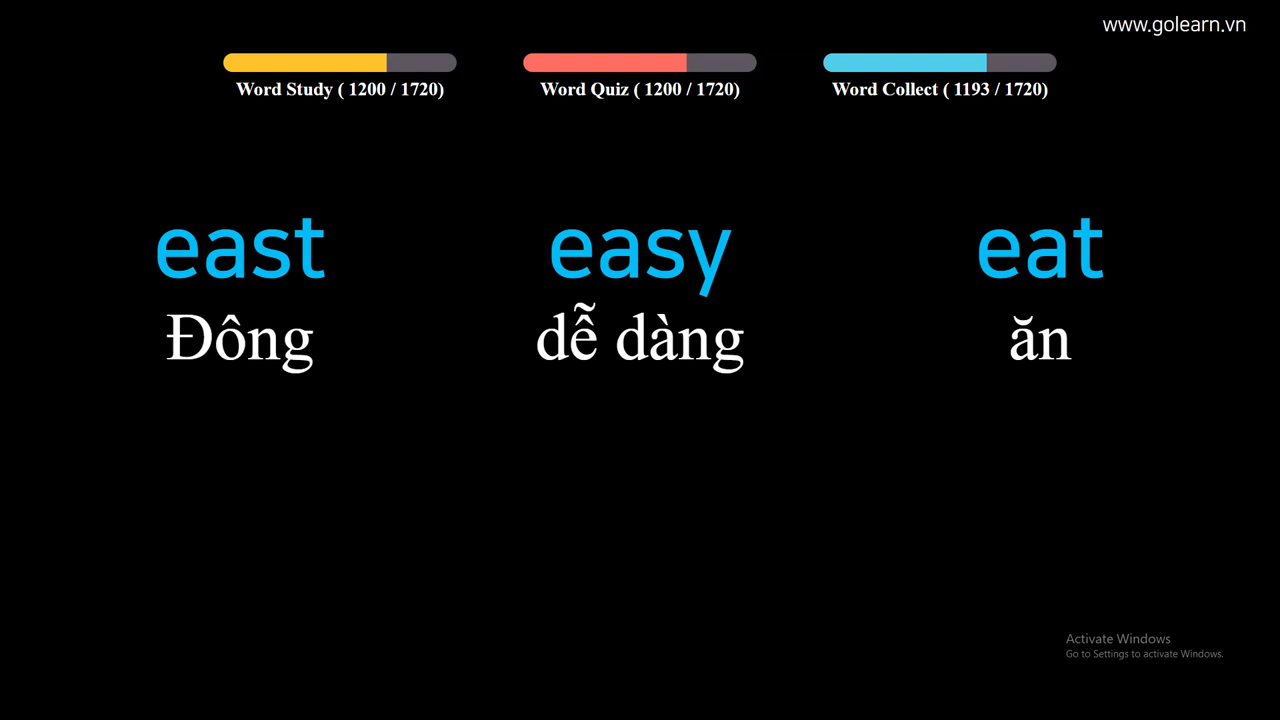 www.golearn.vn
Word Study ( 1200 / 1720)
Word Quiz ( 1200 / 1720)
Word Collect ( 1193 / 1720)
east
easy
eat
Đông
dễ dàng
ăn
Activate Windows
Go to Settings to activate Windows.